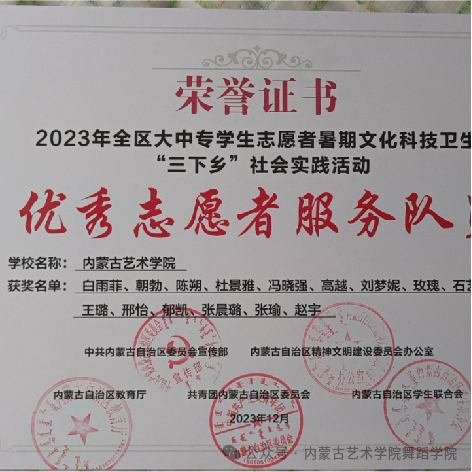 荣誉证书
2023年全区大中专学生志愿者暑期文化科技卫生
“三下乡”社会实践活动
优秀志愿者服务队员
学校名称：内蒙古艺术学院
获奖名单：白雨菲、朝勃、陈朔、杜景雅、冯晓强、高越、刘梦妮、玫瑰、石
王璐、邢怡、郁凯、张晨璐、张瑜、赵宇
中共内蒙古自治区委员会宣传部 内蒙古自治区精神文明建设委员会办公室
内蒙古自治区教育厅 共青团内蒙古自治区委员会 内蒙古自治区学生联合会
2023年12月
公众号·内蒙古艺术学院舞蹈学院